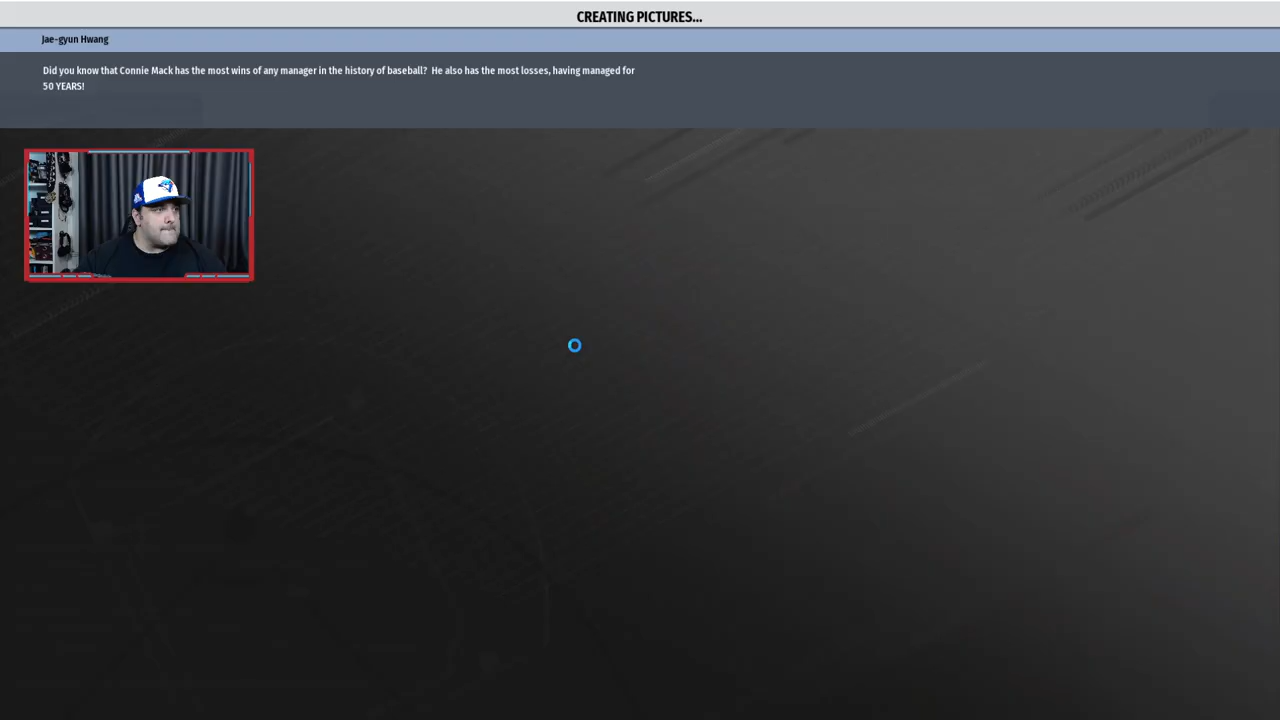 CREATING PICTURES...
Jae-gyun Hwang
Did you know that Connie Mack has the most wins of any manager in the history of baseball?  He also has the most losses, having managed for
50 YEARS!